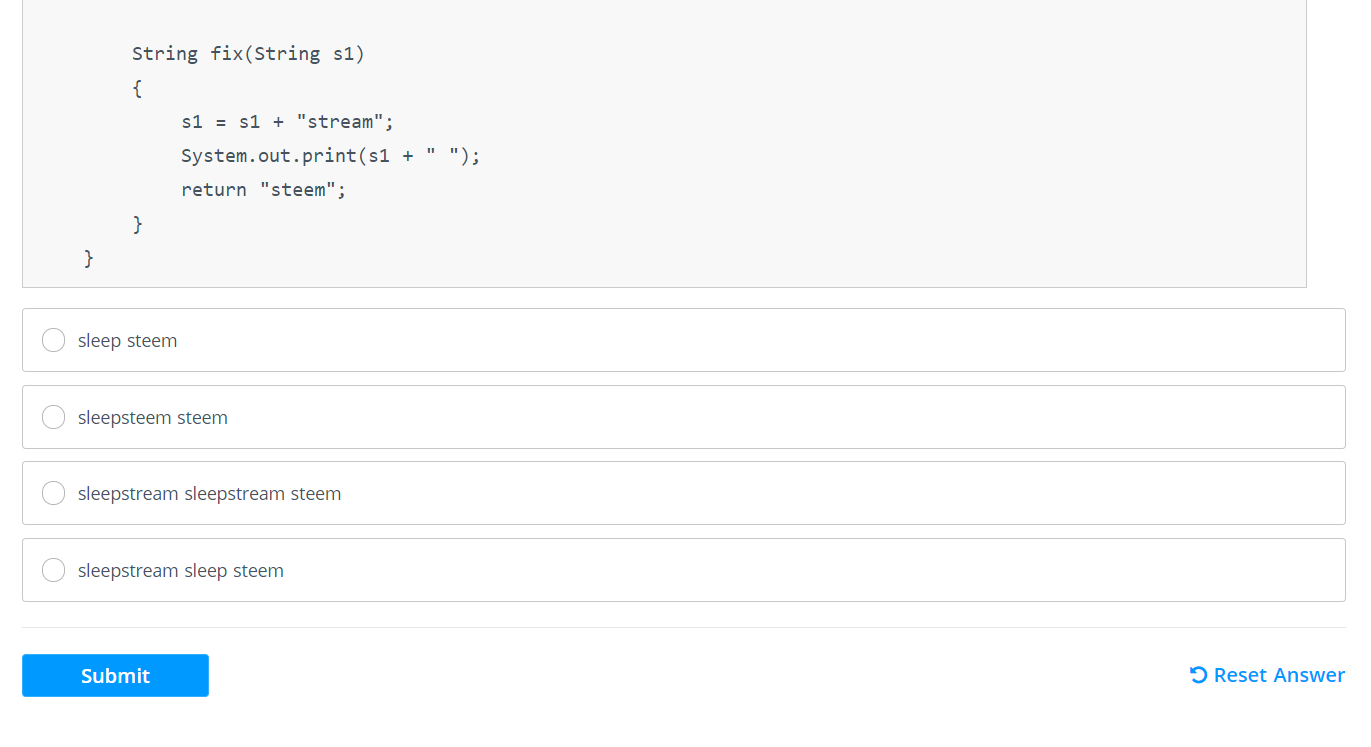 String fix(String s1)
{
s1 = s1 + "stream";
System.out.print(s1 + " ");
return "steem";
}
}
sleep steem
sleepsteem steem
sleepstream sleepstream steem
sleepstream sleep steem
Submit
Reset Answer